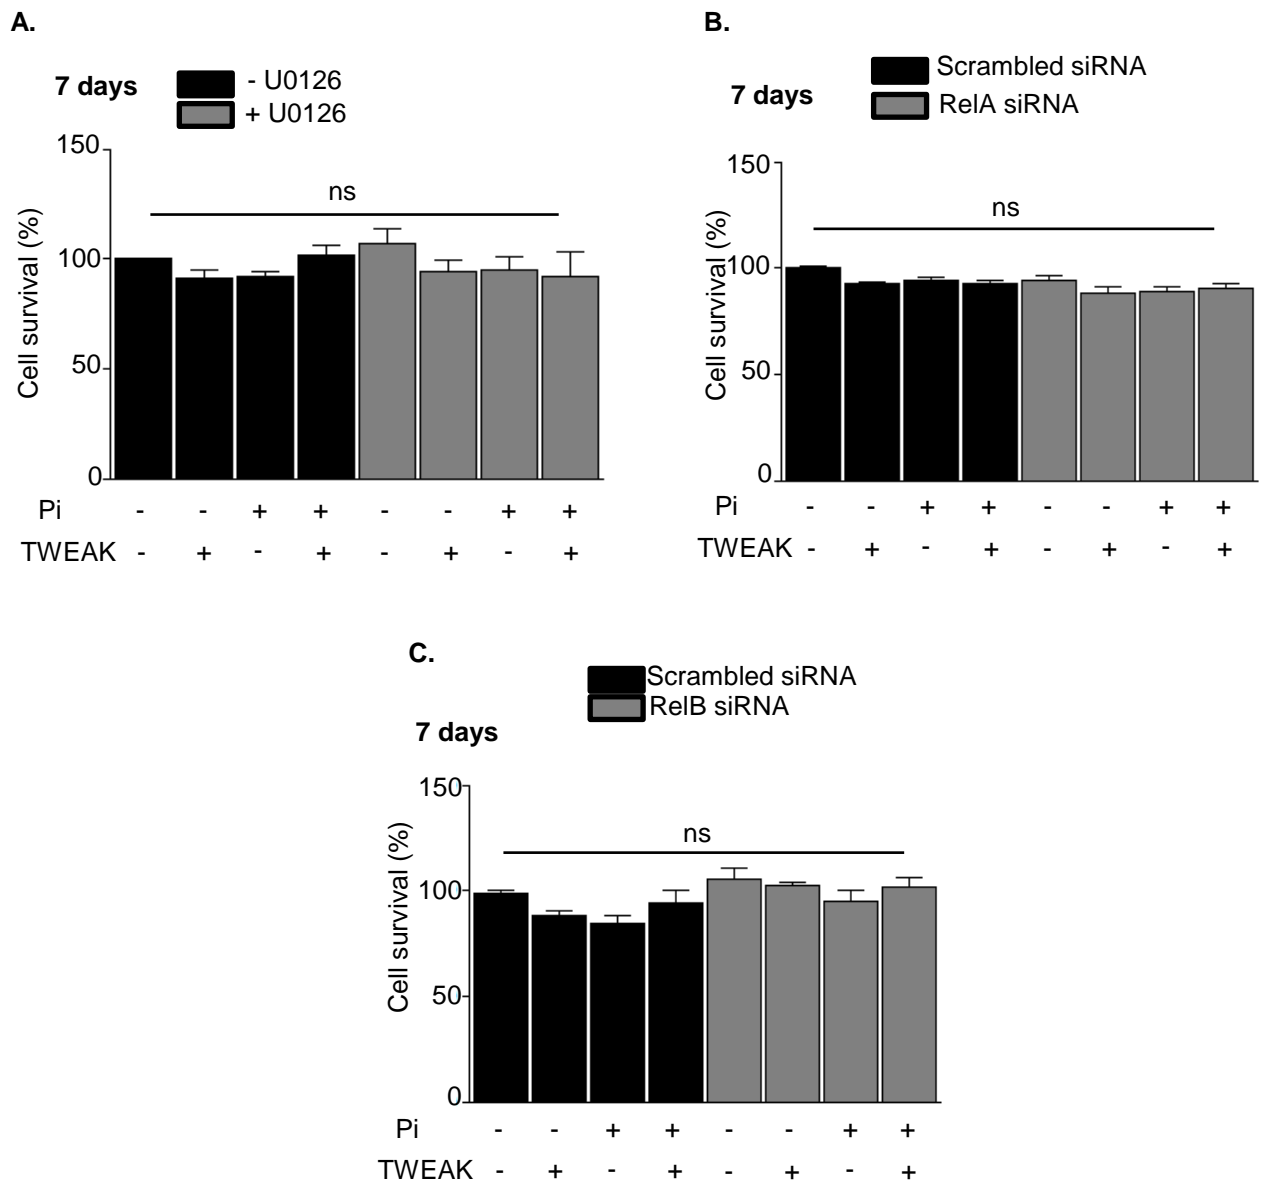 A.
7 days
- U0126
+ U0126
150
100
50
0
Cell survival (%)
ns
Pi - - + + - - + +
TWEAK - + - + - + - +
B.
7 days
Scrambled siRNA
RelA siRNA
150
100
50
0
Cell survival (%)
ns
Pi - - + + - - + +
TWEAK - + - + - + - +
C.
7 days
Scrambled siRNA
RelB siRNA
150
100
50
0
Cell survival (%)
ns
Pi - - + + - - + +
TWEAK - + - + - + - +